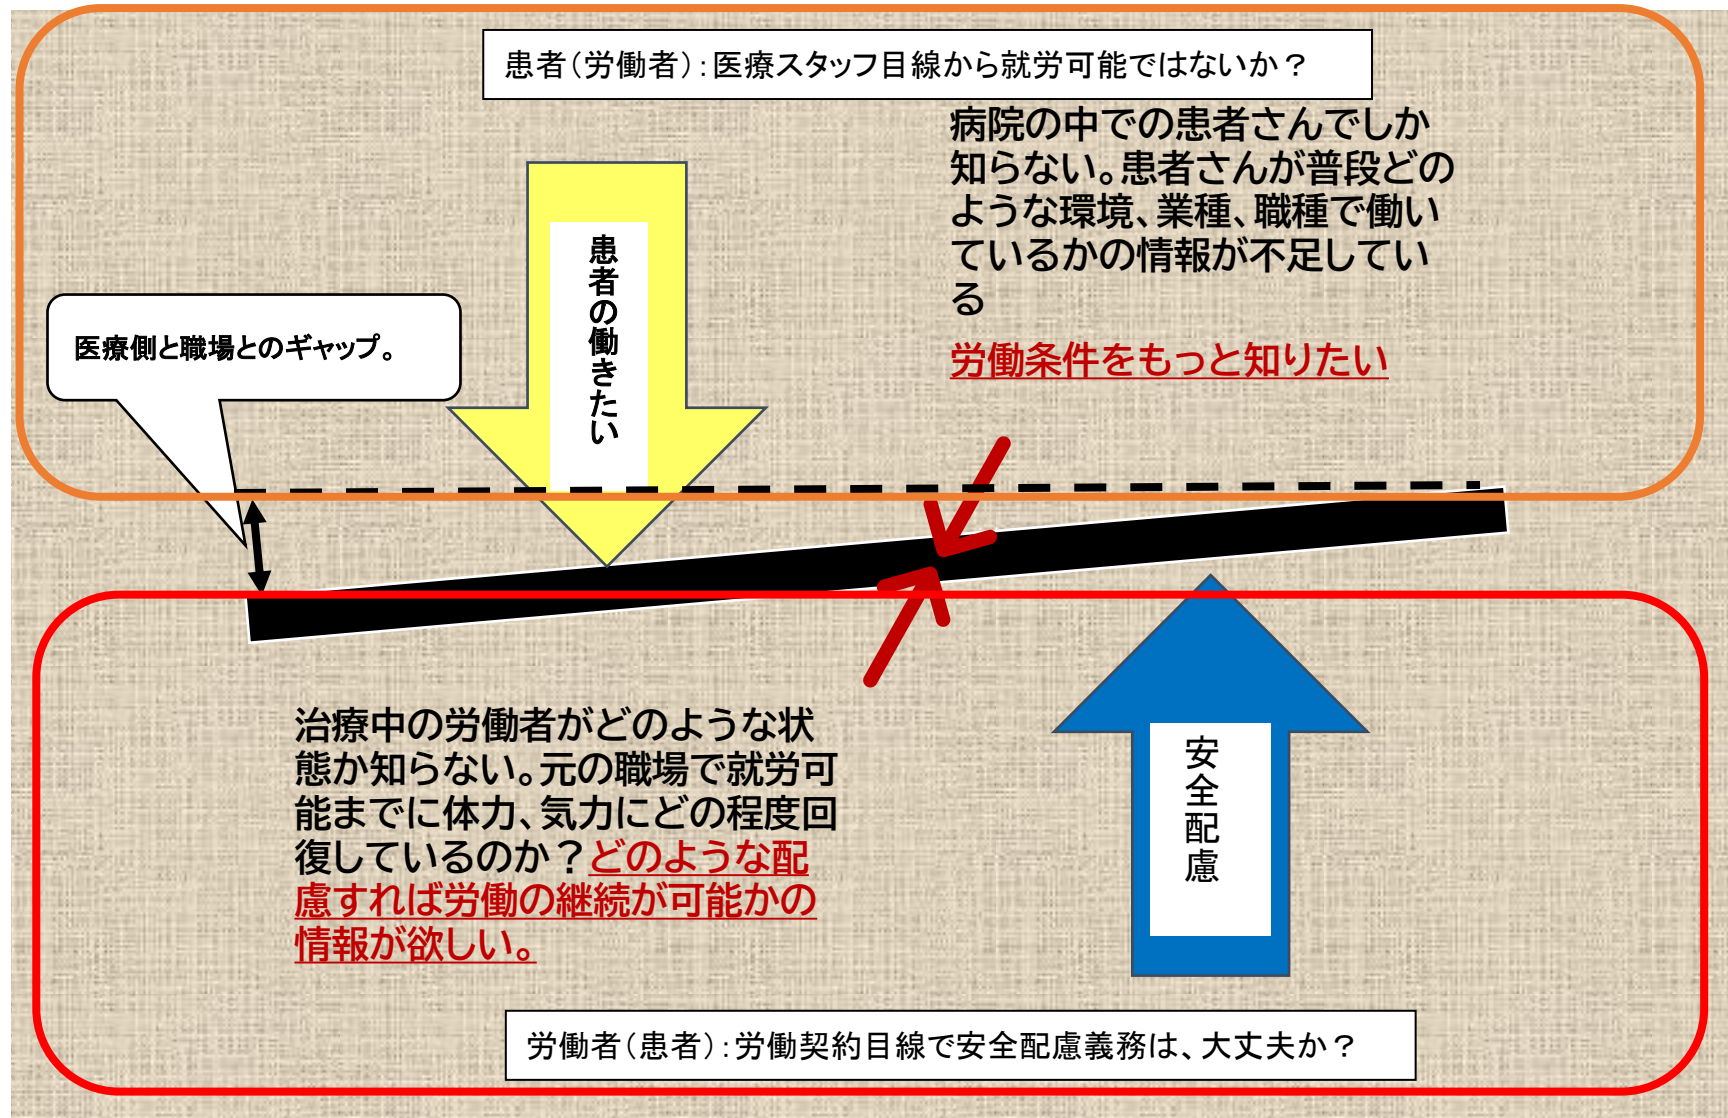 患者（労働者）：医療スタッフ目線から就労可能ではないか？
病院の中での患者さんでしか
知らない。患者さんが普段どの
ような環境、業種、職種で働い
ているかの情報が不足してい
る
労働条件をもっと知りたい
患者の働きたい
医療側と職場とのギャップ。
治療中の労働者がどのような状
態か知らない。元の職場で就労可
能までに体力、気力にどの程度回
復しているのか？どのような配
慮すれば労働の継続が可能かの
情報が欲しい。
安全配慮
労働者（患者）：労働契約目線で安全配慮義務は、大丈夫か？